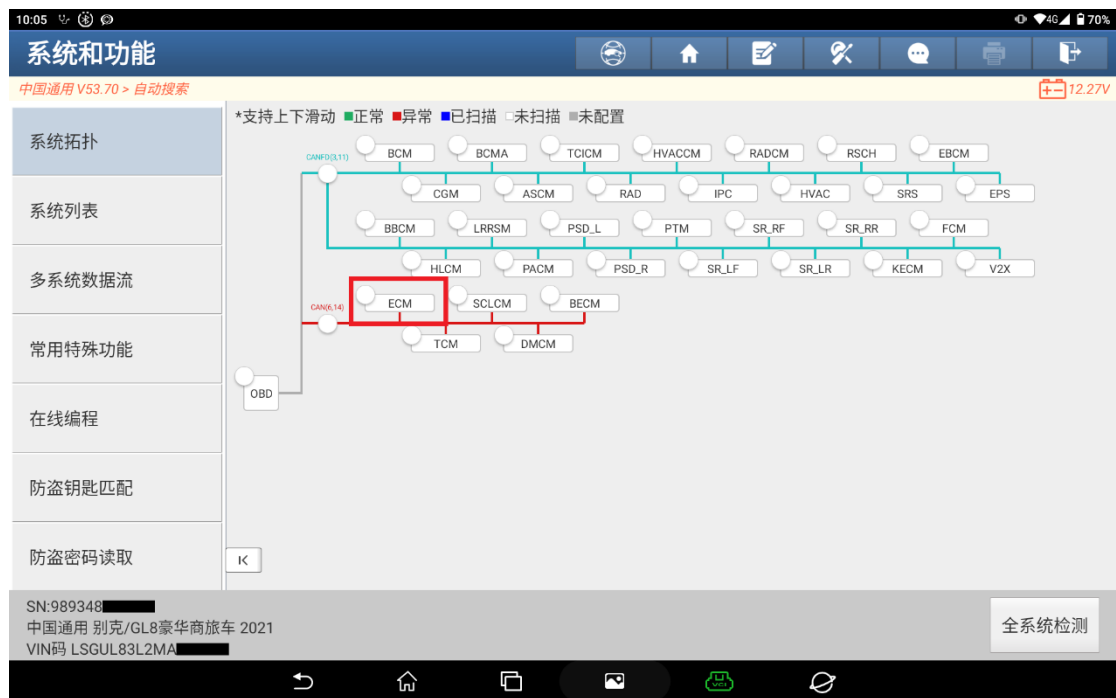 10:05 4G 70%
系统和功能
中国通用 V53.70 > 自动搜索 12.27V
*支持上下滑动 正常 异常 已扫描 未扫描 未配置
系统拓扑
系统列表
多系统数据流
常用特殊功能
在线编程
防盗钥匙匹配
防盗密码读取
CANFD(3,11) BCM BCMA TCICM HVACCM RADCM RSCH EBCM
CGM ASCM RAD IPC HVAC SRS EPS
BBCM LRRSM PSD_L PTM SR_RF SR_RR FCM
HLCM PACM PSD_R SR_LF SR_LR KECM V2X
CAN(6,14) ECM SCLCM BECM
TCM DMCM
OBD
SN:989348
中国通用 别克/GL8豪华商旅车 2021
VIN码 LSGUL83L2MA
全系统检测
VCI